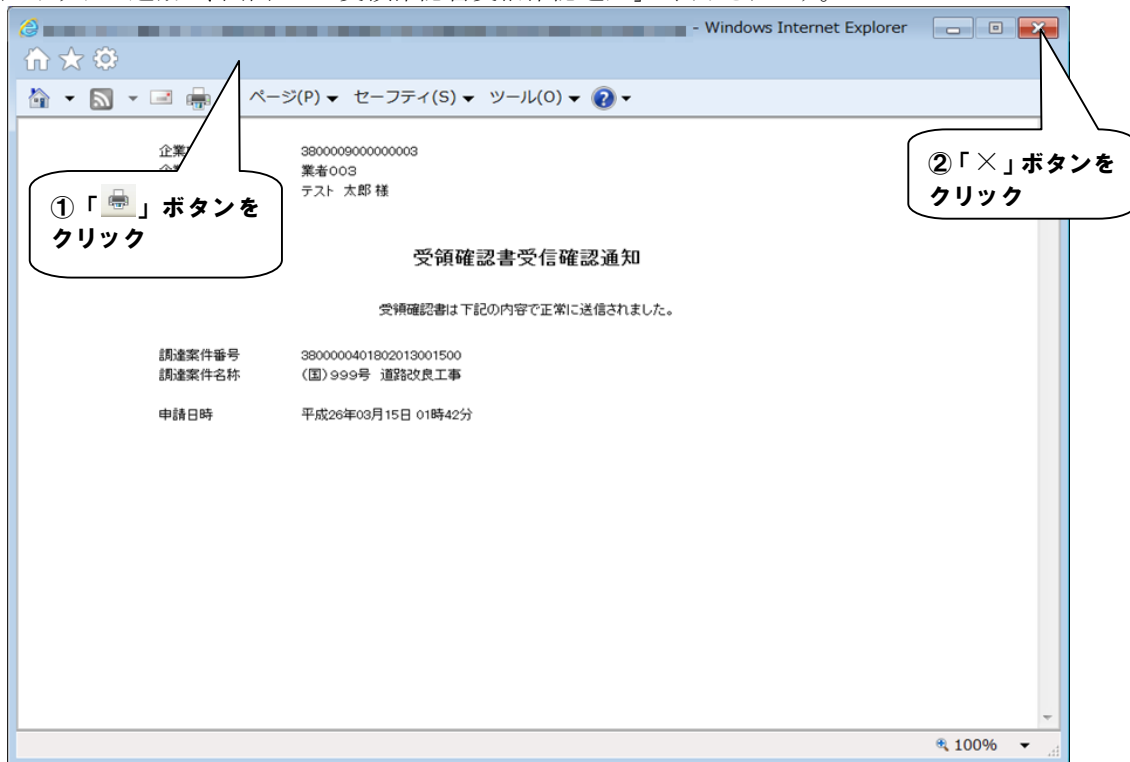 - Windows Internet Explorer
ページ(P) セーフティ(S) ツール(O)
企業
3800009000000003
業者003
テスト 太郎 様
①「 」ボタンを
クリック
②「×」ボタンを
クリック
受領確認書受信確認通知
受領確認書は下記の内容で正常に送信されました。
調達案件番号 3800000401802013001500
調達案件名称 (国)999号 道路改良工事
申請日時 平成26年03月15日 01時42分
100%